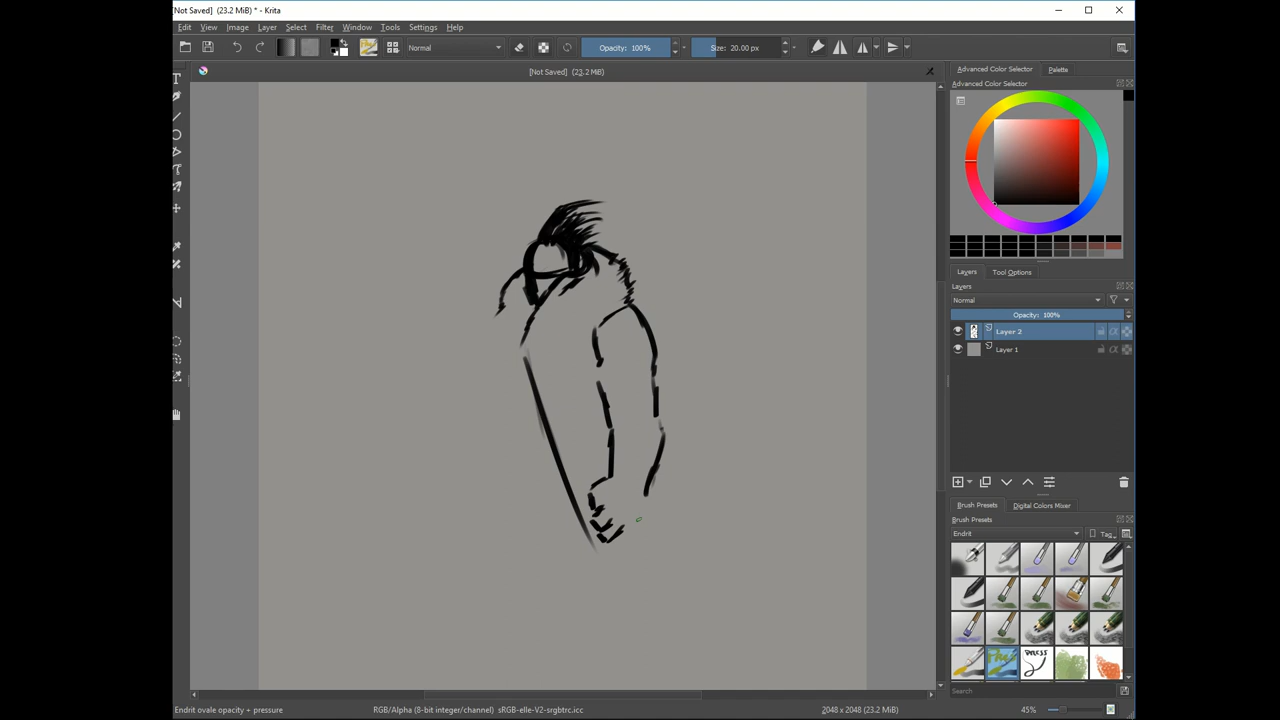 [Not Saved] (23.2 MiB) * - Krita
Edit View Image Layer Select Filter Window Tools Settings Help
Normal
Opacity: 100%
Size: 20.00 px
[Not Saved] (23.2 MiB)
Advanced Color Selector Palette
Advanced Color Selector
Layers Tool Options
Layers
Normal
Opacity: 100%
Layer 2
Layer 1
Brush Presets Digital Colors Mixer
Brush Presets
Endrit
Tag
Search
Endrit ovale opacity + pressure
RGB/Alpha (8-bit integer/channel) sRGB-elle-V2-srgbtrc.icc
2048 x 2048 (23.2 MiB)
45%